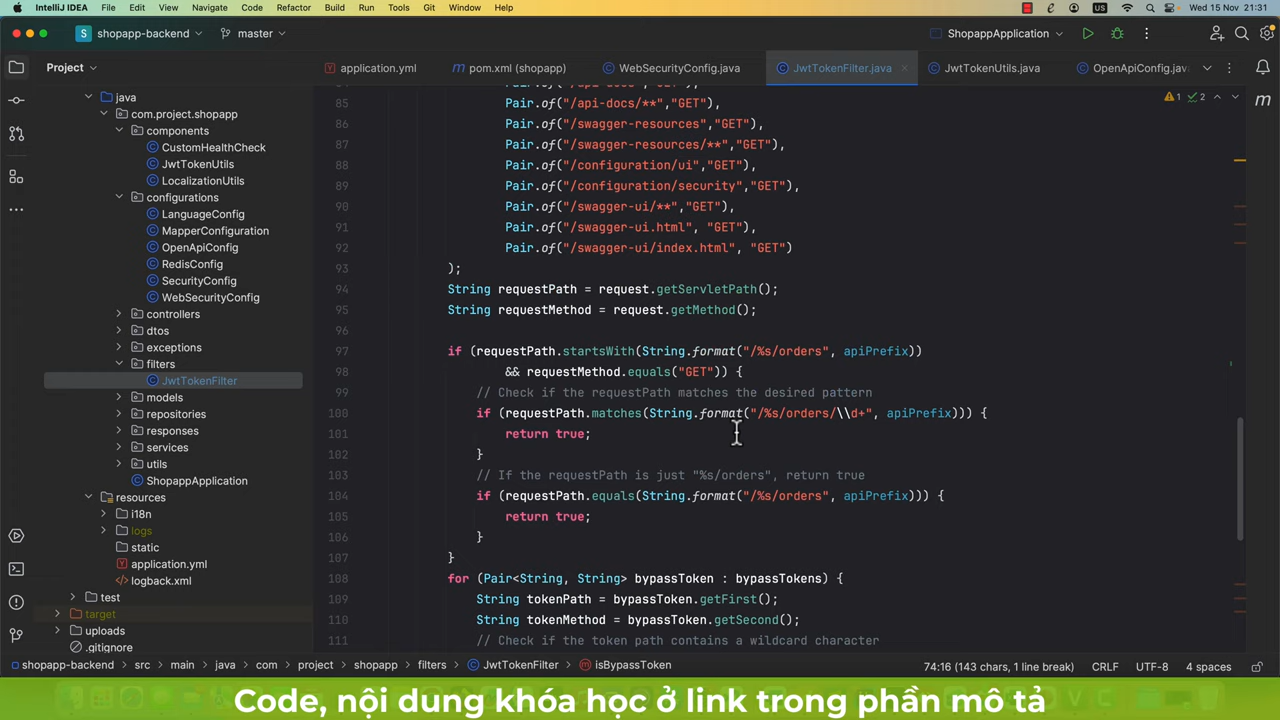 IntelliJ IDEA File Edit View Navigate Code Refactor Build Run Tools Git Window Help US Wed 15 Nov 21:31
S shopapp-backend master ShopappApplication
Project application.yml pom.xml (shopapp) WebSecurityConfig.java JwtTokenFilter.java JwtTokenUtils.java OpenApiConfig.jav
java
com.project.shopapp
components
CustomHealthCheck
JwtTokenUtils
LocalizationUtils
configurations
LanguageConfig
MapperConfiguration
OpenApiConfig
RedisConfig
SecurityConfig
WebSecurityConfig
controllers
dtos
exceptions
filters
JwtTokenFilter
models
repositories
responses
services
utils
ShopappApplication
resources
i18n
logs
static
application.yml
logback.xml
test
target
uploads
.gitignore
1 2
85 Pair.of("/api-docs/**","GET"),
86 Pair.of("/swagger-resources","GET"),
87 Pair.of("/swagger-resources/**","GET"),
88 Pair.of("/configuration/ui","GET"),
89 Pair.of("/configuration/security","GET"),
90 Pair.of("/swagger-ui/**","GET"),
91 Pair.of("/swagger-ui.html", "GET"),
92 Pair.of("/swagger-ui/index.html", "GET")
93 );
94 String requestPath = request.getServletPath();
95 String requestMethod = request.getMethod();
96
97 if (requestPath.startsWith(String.format("/%s/orders", apiPrefix))
98 && requestMethod.equals("GET")) {
99 // Check if the requestPath matches the desired pattern
100 if (requestPath.matches(String.format("/%s/orders/\\d+", apiPrefix))) {
101 return true;
102 }
103 // If the requestPath is just "%s/orders", return true
104 if (requestPath.equals(String.format("/%s/orders", apiPrefix))) {
105 return true;
106 }
107 }
108 for (Pair<String, String> bypassToken : bypassTokens) {
109 String tokenPath = bypassToken.getFirst();
110 String tokenMethod = bypassToken.getSecond();
111 // Check if the token path contains a wildcard character
shopapp-backend > src > main > java > com > project > shopapp > filters > JwtTokenFilter > isBypassToken 74:16 (143 chars, 1 line break) CRLF UTF-8 4 spaces
Code, nội dung khóa học ở link trong phần mô tả